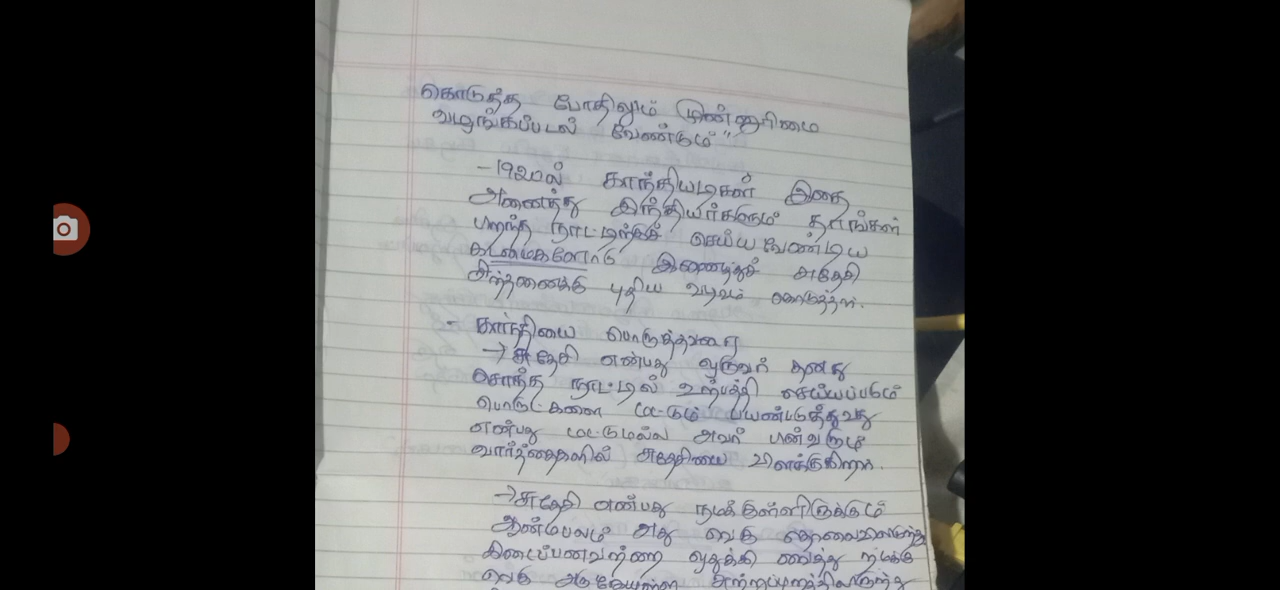 கொடுத்த போதிலும் முன்னுரிமை
வழங்கப்படல் வேண்டும்"
- 1920ல் காந்தியடிகள் இதை
அனைத்து இந்தியர்களும் தாங்கள்
பிறந்த நாட்டிற்குச் செய்ய வேண்டிய
கடமைகளோடு இணைத்துச் சுதேசி
சிந்தனைக்கு புதிய வடிவம் கொடுத்தார்.
- காந்தியை பொருத்தவரை
→ சுதேசி என்பது ஒருவர் தனது
சொந்த நாட்டில் உற்பத்தி செய்யப்படும்
பொருட்களை மட்டும் பயன்படுத்துவது
என்பது மட்டுமல்ல அவர் பின்வரும்
வார்த்தைகளில் சுதேசியை விளக்குகிறார்.
→ சுதேசி என்பது நமக்குள்ளிருக்கும்
ஆன்மபலம் அது வெகு தொலைவிலிருந்து
கிடைப்பனவற்றை ஒதுக்கி வைத்து நமக்கு
வெகு அருகேயுள்ள சுற்றுப்புறத்திலிருந்து